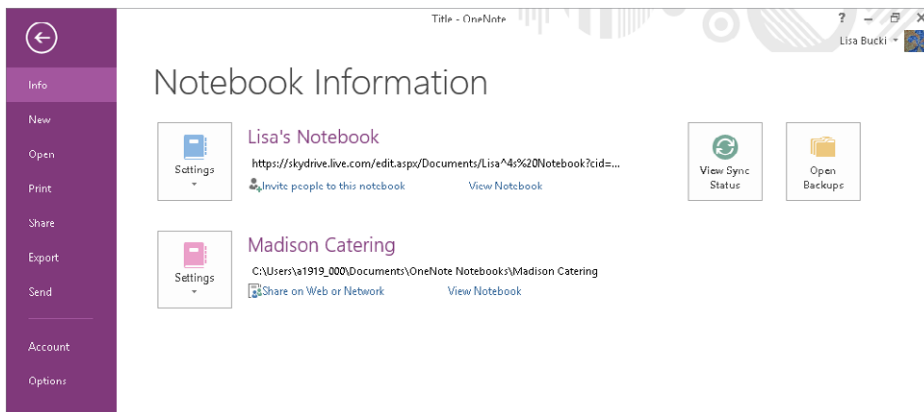 Title - OneNote
?
Lisa Bucki
Info
New
Open
Print
Share
Export
Send
Account
Options
Notebook Information
Settings
Lisa's Notebook
https://skydrive.live.com/edit.aspx/Documents/Lisa^4s%20Notebook?cid=...
Invite people to this notebook View Notebook
View Sync
Status
Open
Backups
Settings
Madison Catering
C:\Users\a1919_000\Documents\OneNote Notebooks\Madison Catering
Share on Web or Network View Notebook